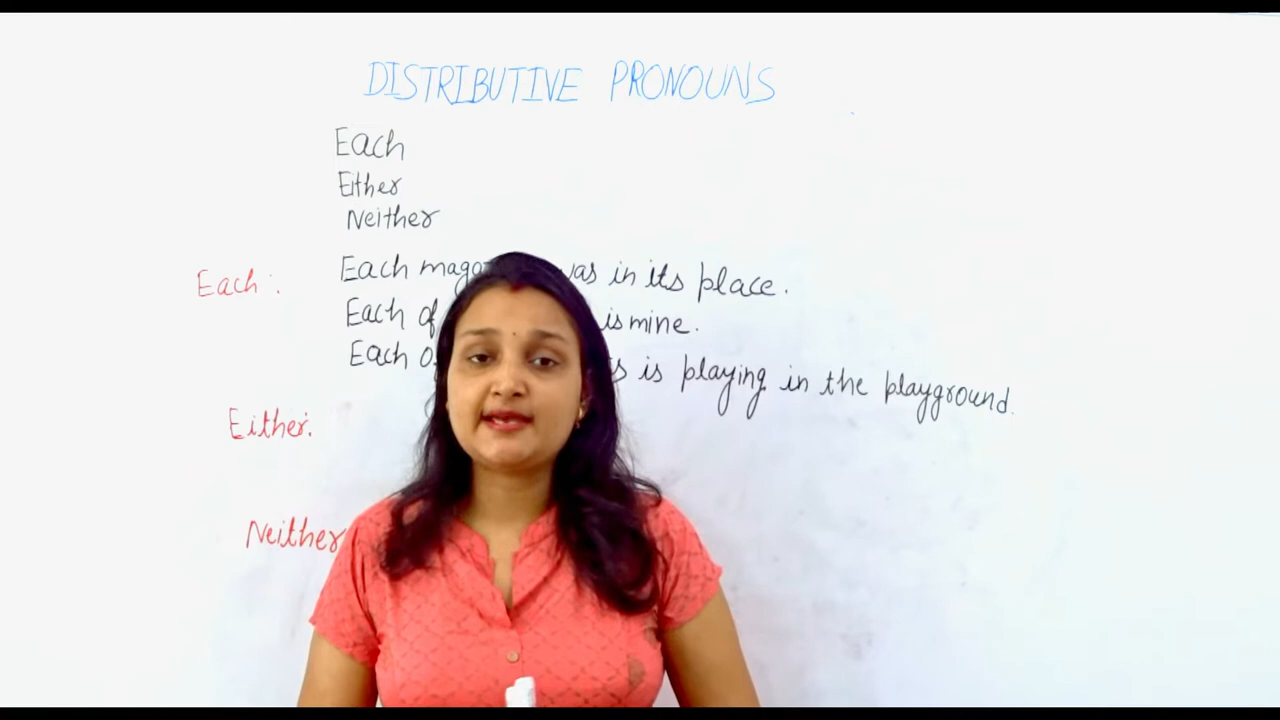 DISTRIBUTIVE PRONOUNS
Each
Either
Neither
Each: Each was in its place.
Each of is mine.
Each is playing in the playground.
Either:
Neither